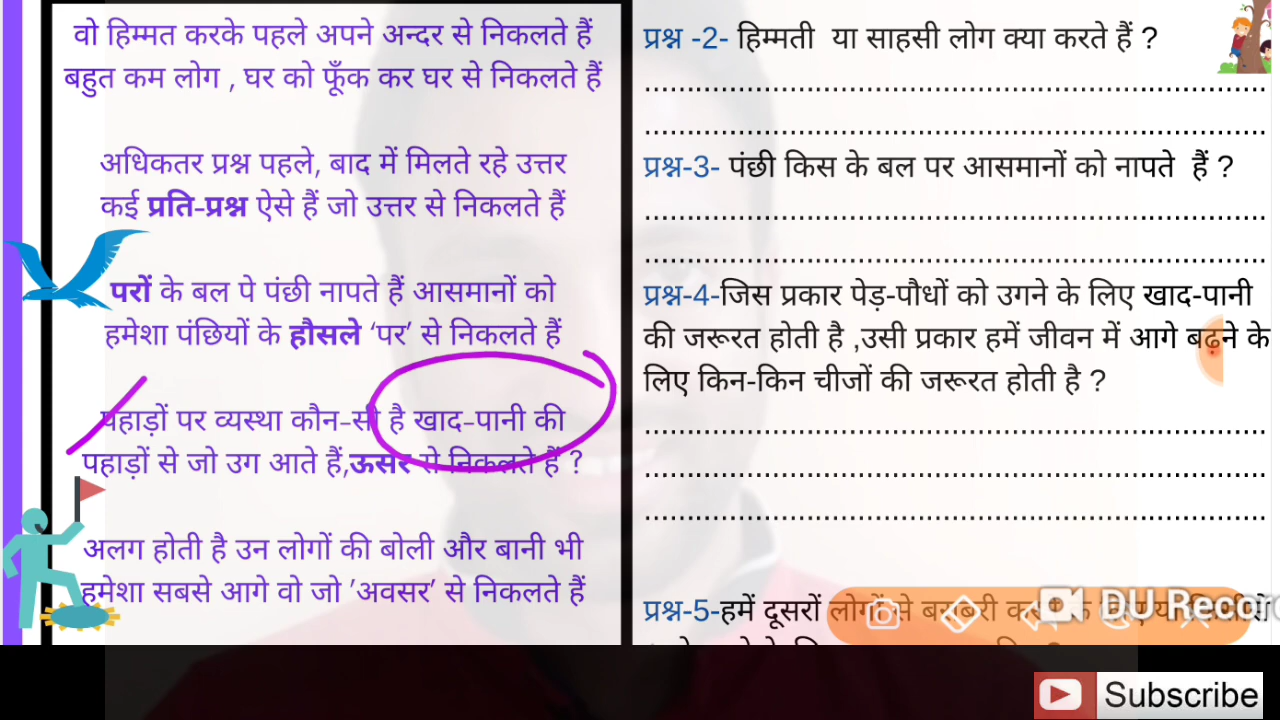 वो हिम्मत करके पहले अपने अन्दर से निकलते हैं
बहुत कम लोग , घर को फूँक कर घर से निकलते हैं
अधिकतर प्रश्न पहले, बाद में मिलते रहे उत्तर
कई प्रति-प्रश्न ऐसे हैं जो उत्तर से निकलते हैं
परों के बल पे पंछी नापते हैं आसमानों को
हमेशा पंछियों के हौसले ‘पर’ से निकलते हैं
पहाड़ों पर व्यस्था कौन-सी है खाद-पानी की
पहाड़ों से जो उग आते हैं,ऊसर से निकलते हैं ?
अलग होती है उन लोगों की बोली और बानी भी
हमेशा सबसे आगे वो जो ’अवसर’ से निकलते हैं
प्रश्न -2- हिम्मती या साहसी लोग क्या करते हैं ?
प्रश्न-3- पंछी किस के बल पर आसमानों को नापते हैं ?
प्रश्न-4-जिस प्रकार पेड़-पौधों को उगने के लिए खाद-पानी
की जरूरत होती है ,उसी प्रकार हमें जीवन में आगे बढ़ने के
लिए किन-किन चीजों की जरूरत होती है ?
प्रश्न-5-हमें दूसरों लोगों से बराबरी
DU Recor
Subscribe